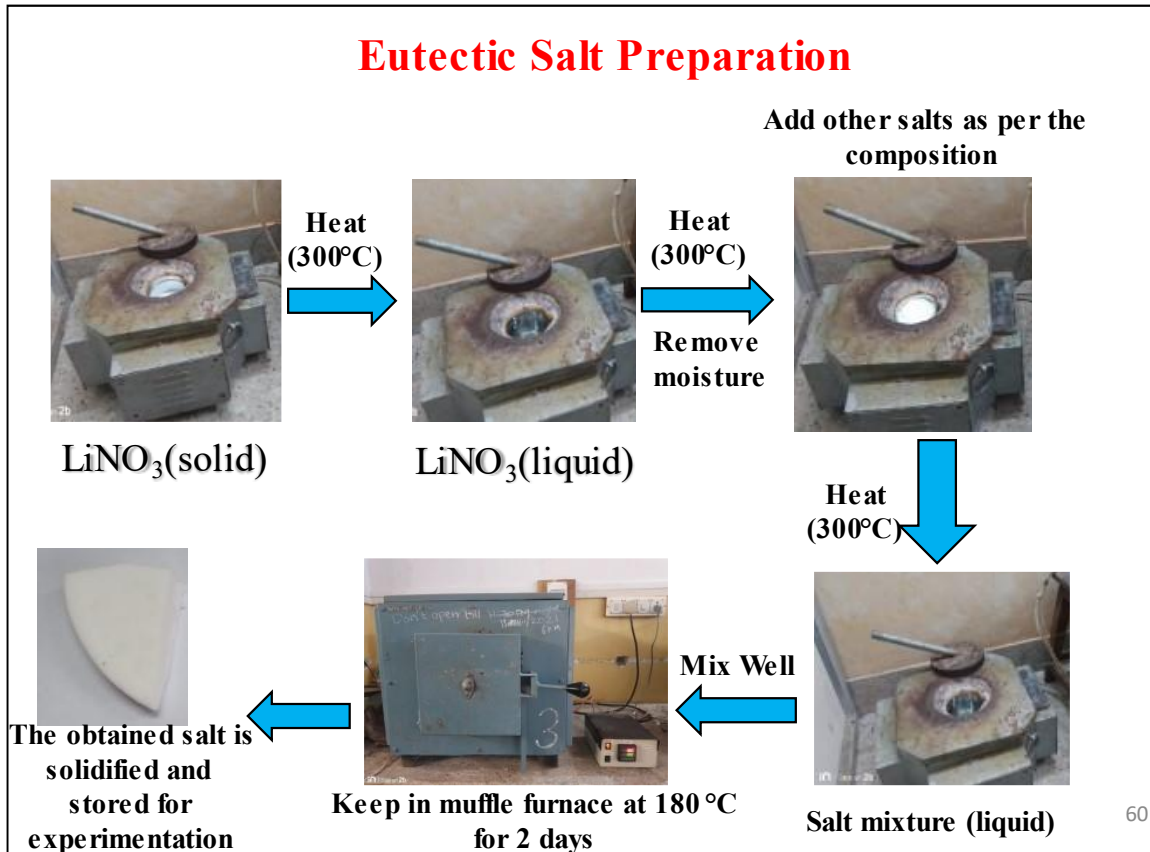 Eutectic Salt Preparation
Add other salts as per the
composition
Heat
(300°C)
Heat
(300°C)
Remove
moisture
LiNO₃(solid)
LiNO₃(liquid)
Heat
(300°C)
Mix Well
3
The obtained salt is
solidified and
stored for
experimentation
Keep in muffle furnace at 180 °C
for 2 days
Salt mixture (liquid)
60